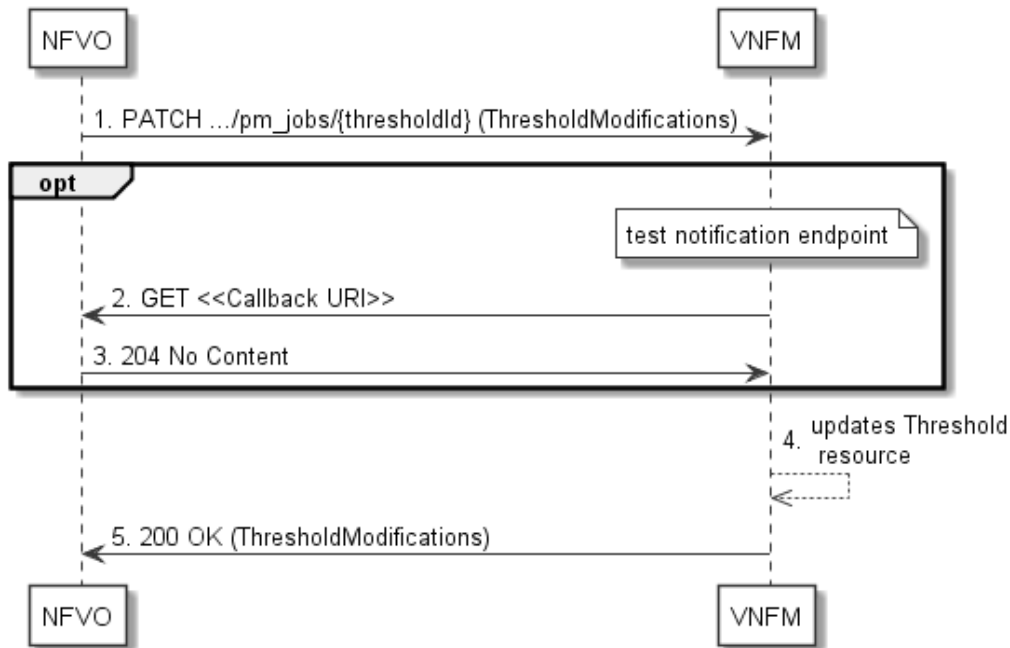 NFVO
VNFM
1. PATCH .../pm_jobs/{thresholdId} (ThresholdModifications)
opt
test notification endpoint
2. GET <<Callback URI>>
3. 204 No Content
4. updates Threshold
resource
5. 200 OK (ThresholdModifications)
NFVO
VNFM